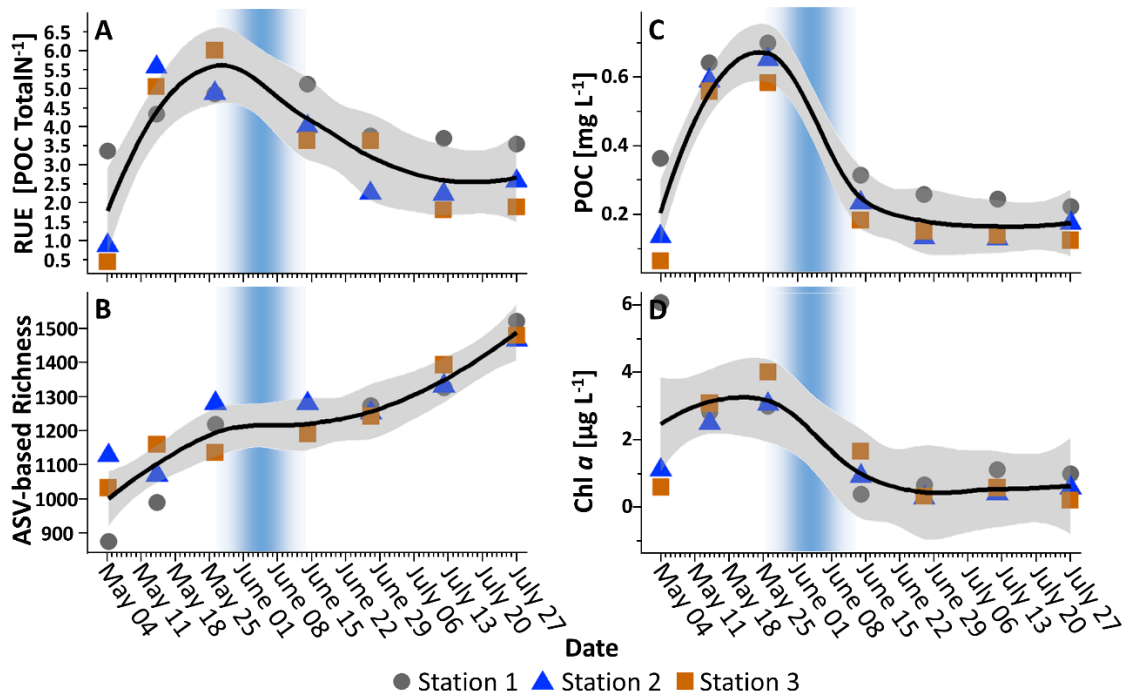 A
RUE [POC TotalN-1]
6.5
6.0
5.5
5.0
4.5
4.0
3.5
3.0
2.5
2.0
1.5
1.0
0.5
B
ASV-based Richness
1500
1400
1300
1200
1100
1000
900
C
POC [mg L-1]
0.6
0.4
0.2
D
Chl a [µg L-1]
6
4
2
0
May 04
May 11
May 18
May 25
June 01
June 08
June 15
June 22
June 29
July 06
July 13
July 20
July 27
May 04
May 11
May 18
May 25
June 01
June 08
June 15
June 22
June 29
July 06
July 13
July 20
July 27
Date
Station 1 Station 2 Station 3